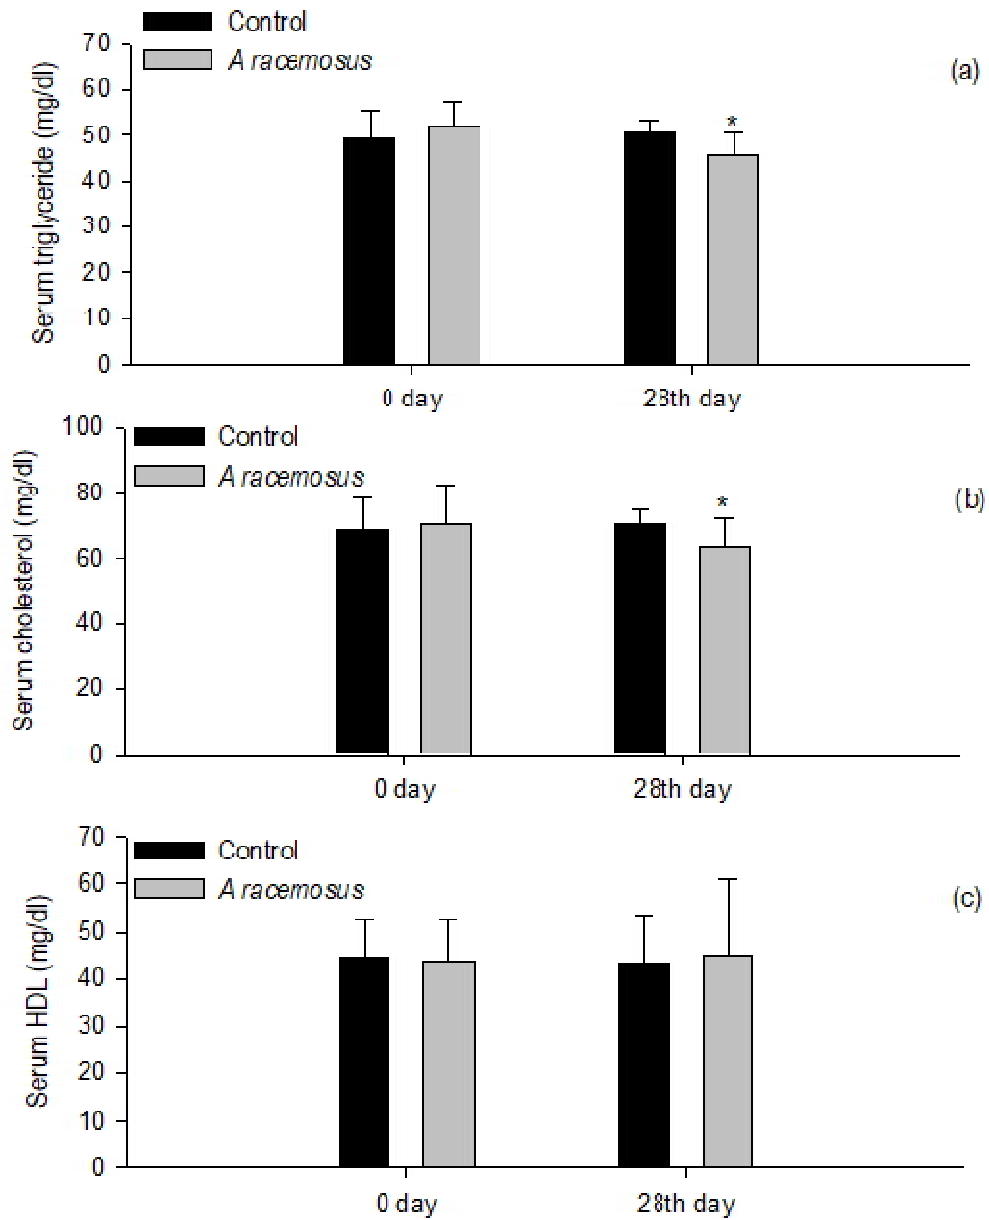 Control
A racemosus
(a)
Serum triglyceride (mg/dl)
70
60
50
40
30
20
10
0
*
0 day
28th day
Control
A racemosus
(b)
Serum cholesterol (mg/dl)
100
80
60
40
20
0
*
0 day
28th day
Control
A racemosus
(c)
Serum HDL (mg/dl)
70
60
50
40
30
20
10
0
0 day
28th day